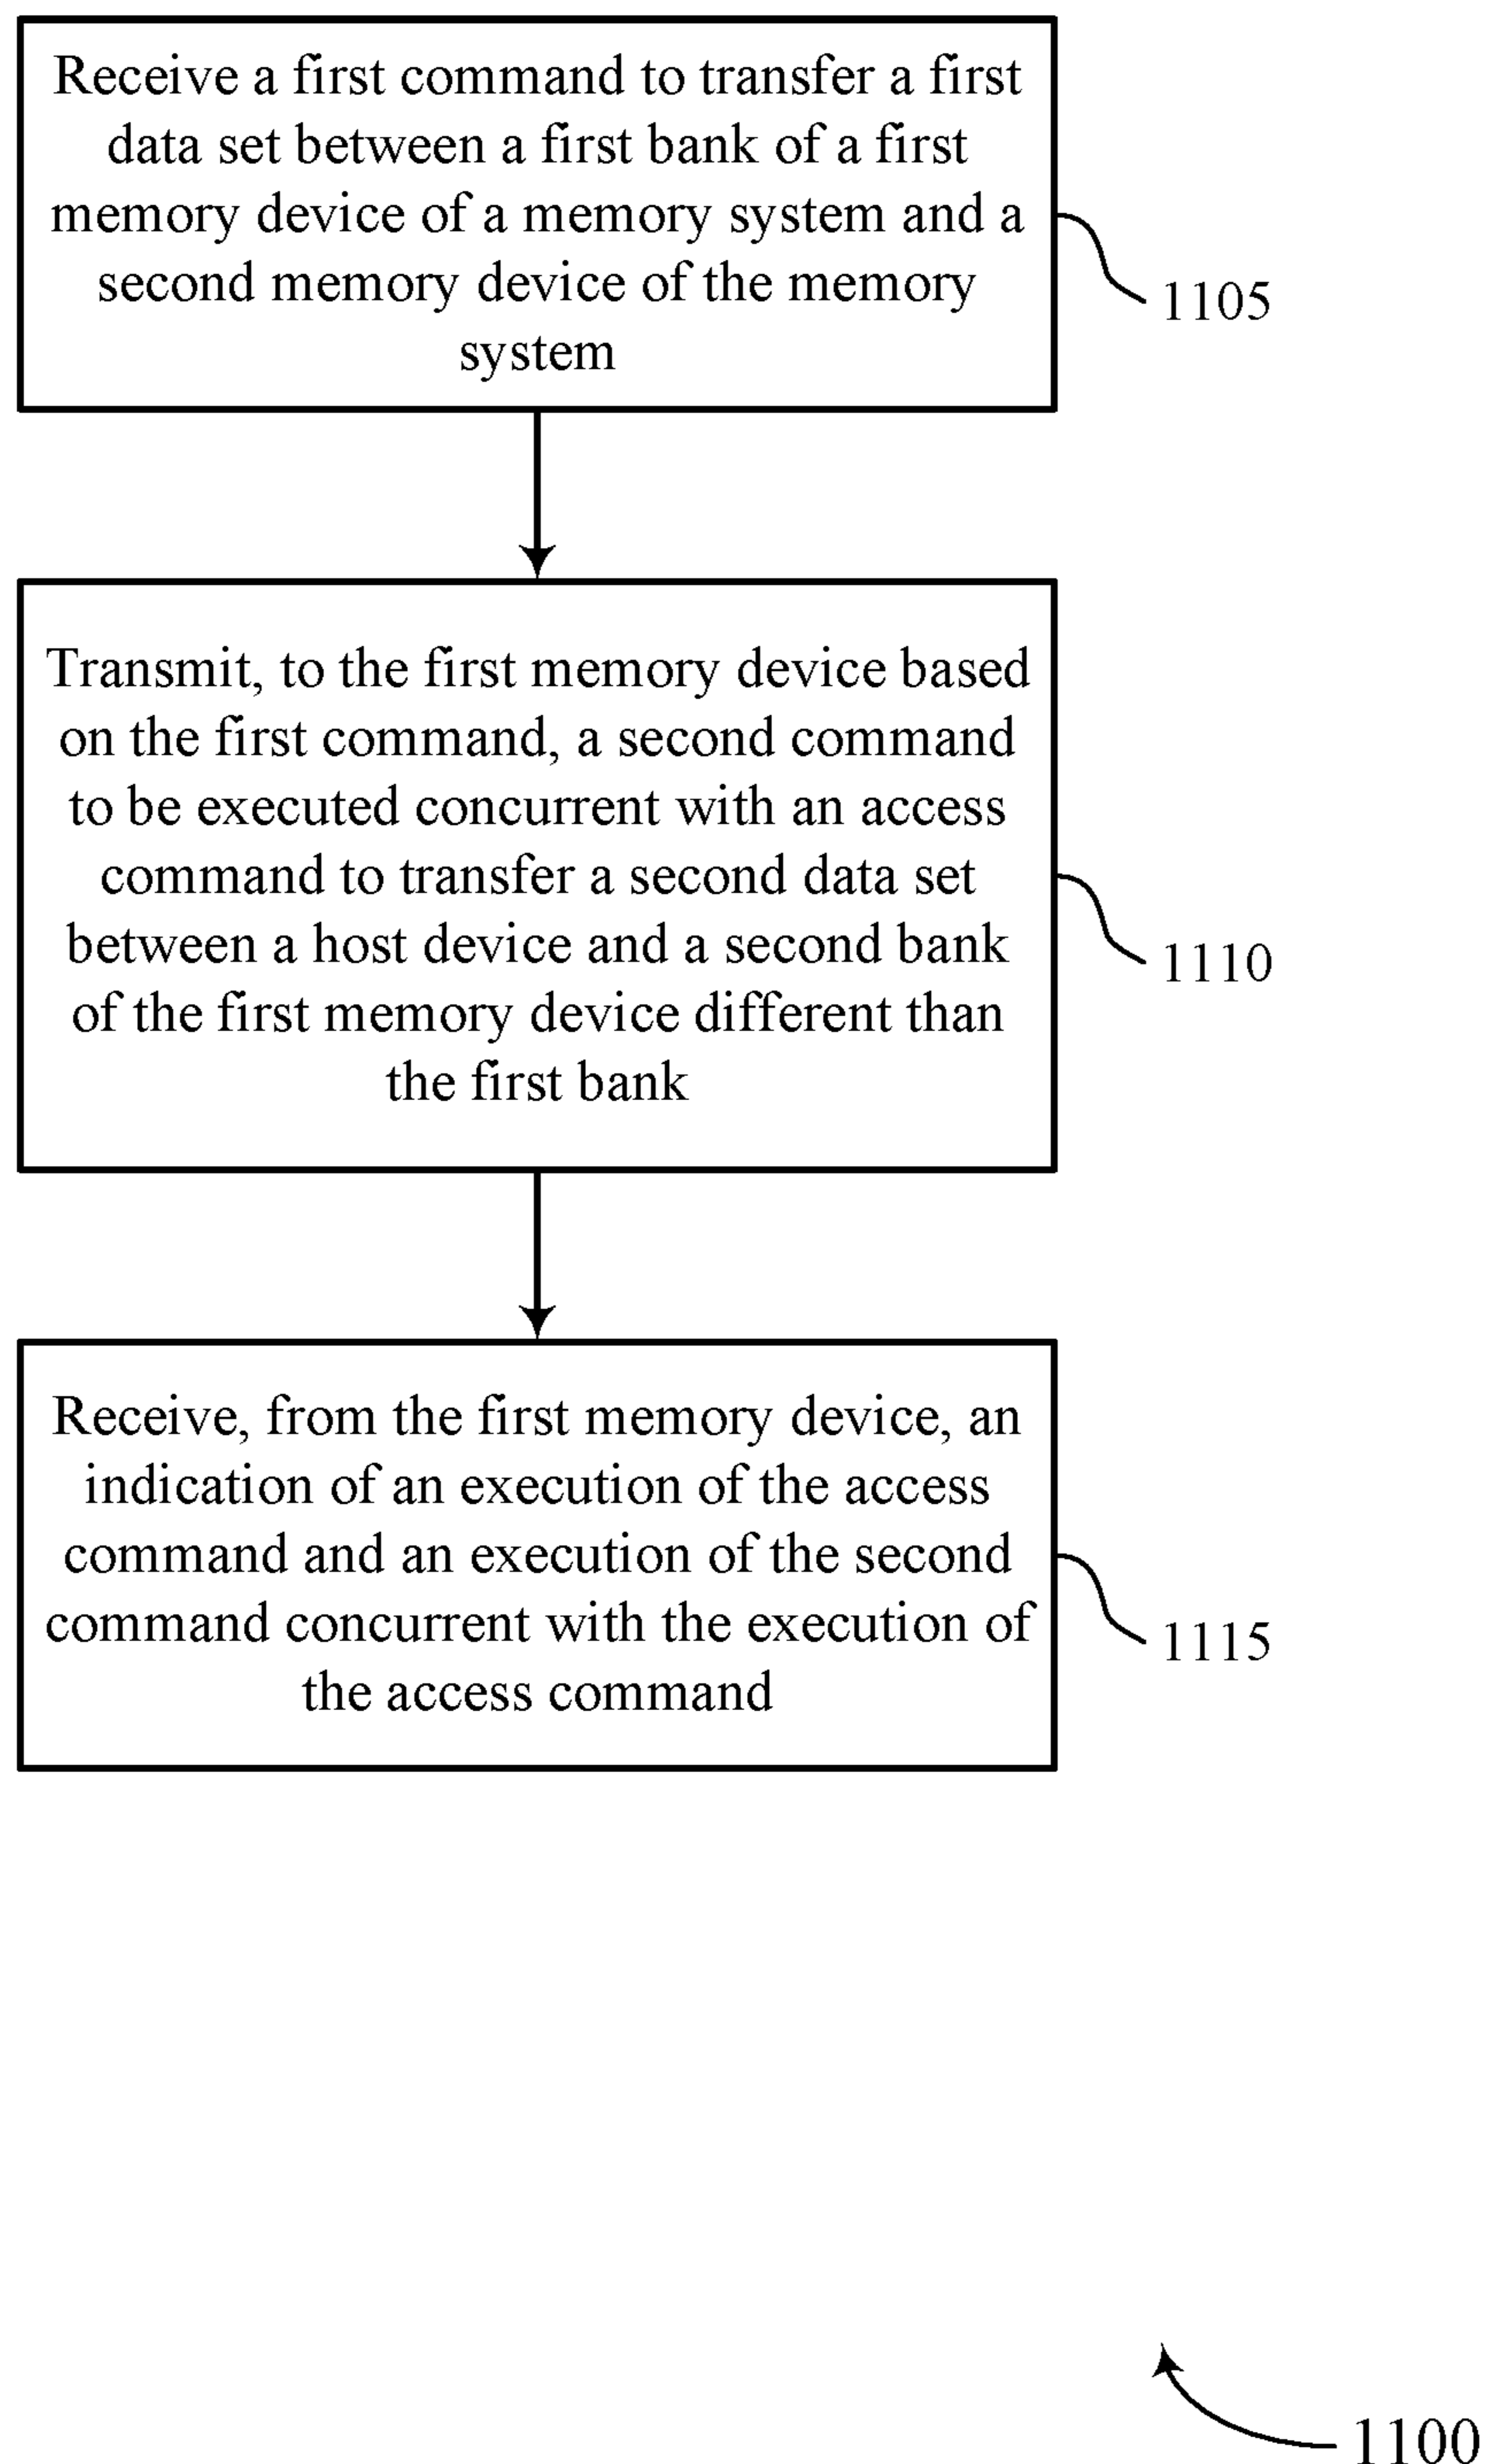 Receive a first command to transfer a first
data set between a first bank of a first
memory device of a memory system and a
second memory device of the memory
system
1105
Transmit, to the first memory device based
on the first command, a second command
to be executed concurrent with an access
command to transfer a second data set
between a host device and a second bank
of the first memory device different than
the first bank
1110
Receive, from the first memory device, an
indication of an execution of the access
command and an execution of the second
command concurrent with the execution of
the access command
1115
1100